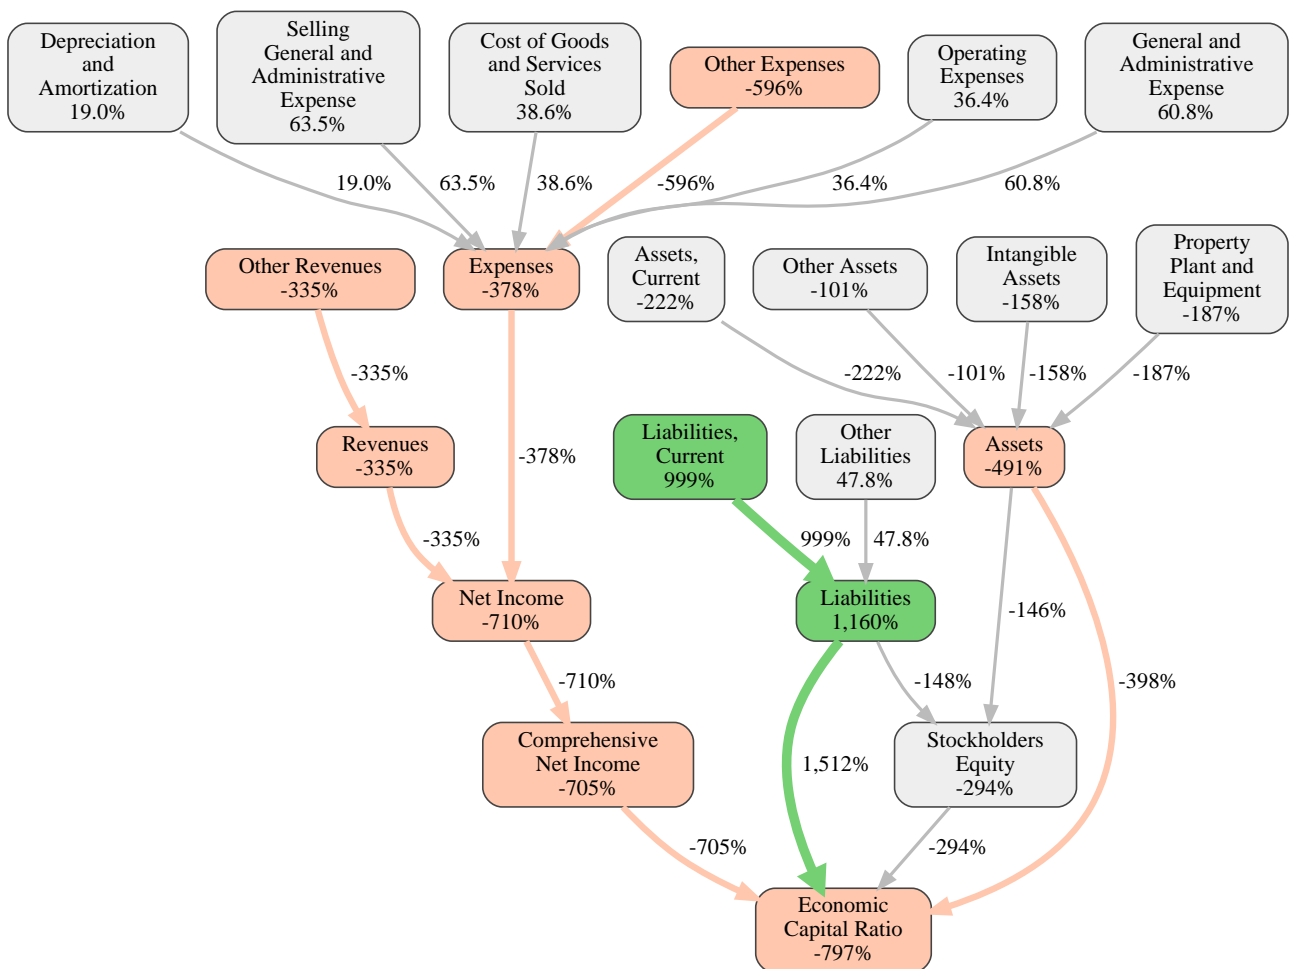 Depreciation
and
Amortization
19.0%
Selling
General and
Administrative
Expense
63.5%
Cost of Goods
and Services
Sold
38.6%
Other Expenses
-596%
Operating
Expenses
36.4%
General and
Administrative
Expense
60.8%
19.0%
63.5%
38.6%
-596%
36.4%
60.8%
Other Revenues
-335%
Expenses
-378%
Assets,
Current
-222%
Other Assets
-101%
Intangible
Assets
-158%
Property
Plant and
Equipment
-187%
-335%
-222%
-101%
-158%
-187%
Revenues
-335%
-378%
Liabilities,
Current
999%
Other
Liabilities
47.8%
Assets
-491%
-335%
999%
47.8%
Net Income
-710%
Liabilities
1,160%
-146%
-710%
-148%
-398%
Comprehensive
Net Income
-705%
1,512%
Stockholders
Equity
-294%
-705%
-294%
Economic
Capital Ratio
-797%